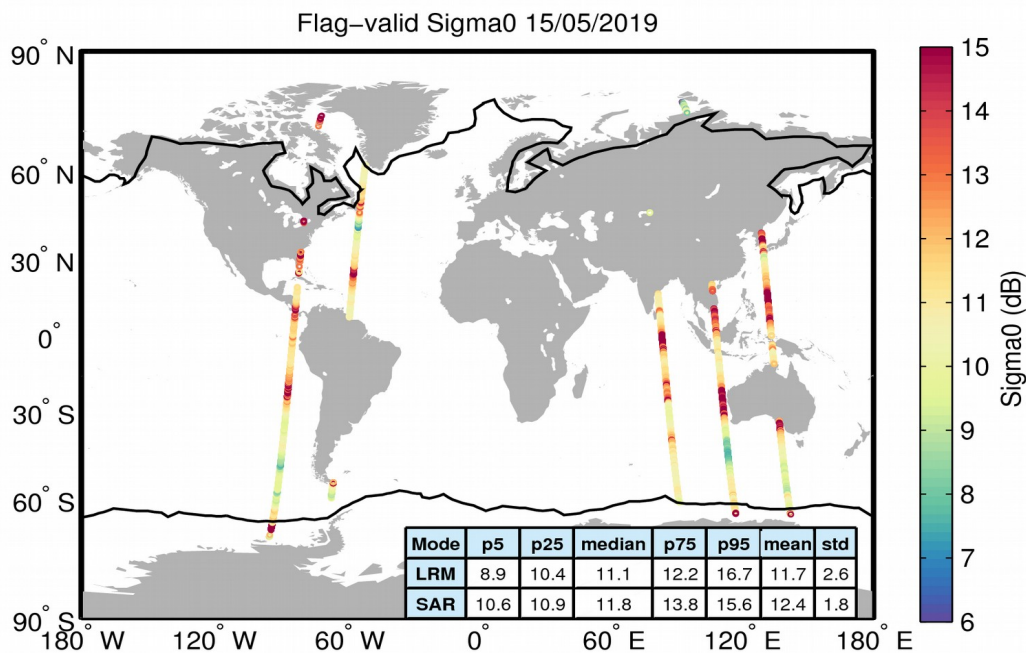 Flag-valid Sigma0 15/05/2019
90° N
60° N
30° N
0°
30° S
60° S
90° S
180° W
120° W
60° W
0°
60° E
120° E
180° E
15
14
13
12
11
10
9
8
7
6
Sigma0 (dB)
Mode p5 p25 median p75 p95 mean std
LRM 8.9 10.4 11.1 12.2 16.7 11.7 2.6
SAR 10.6 10.9 11.8 13.8 15.6 12.4 1.8